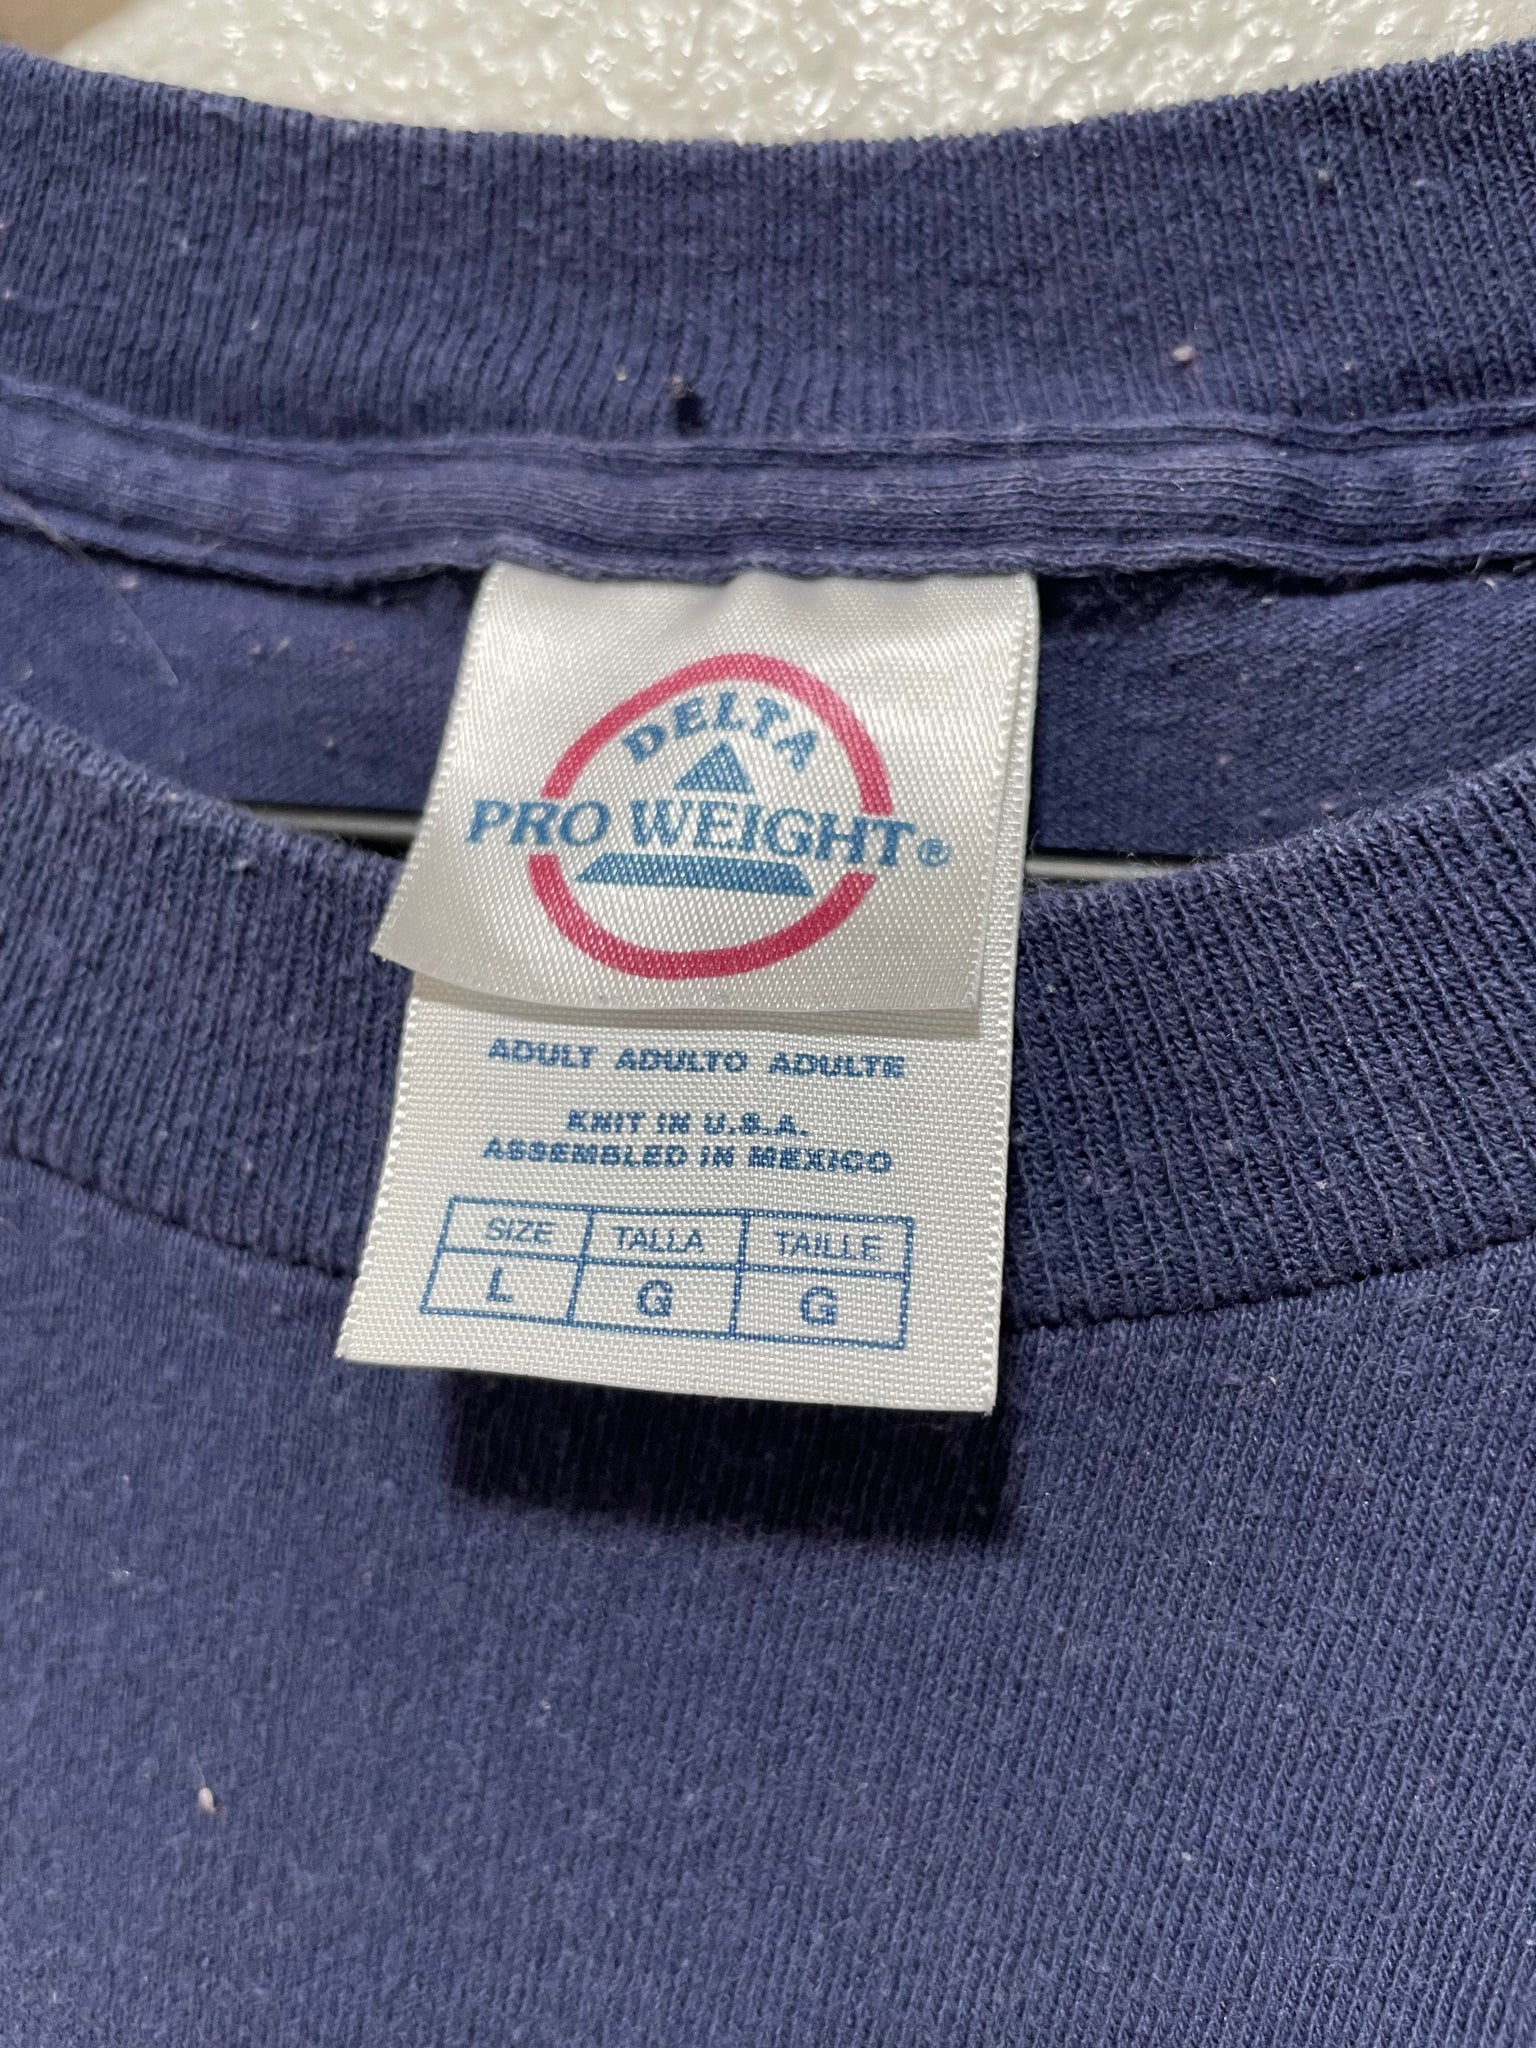 DELTA
PRO WEIGHT®
ADULT ADULTO ADULTE
KNIT IN U.S.A.
ASSEMBLED IN MEXICO
SIZE TALLA TAILLE
L G G